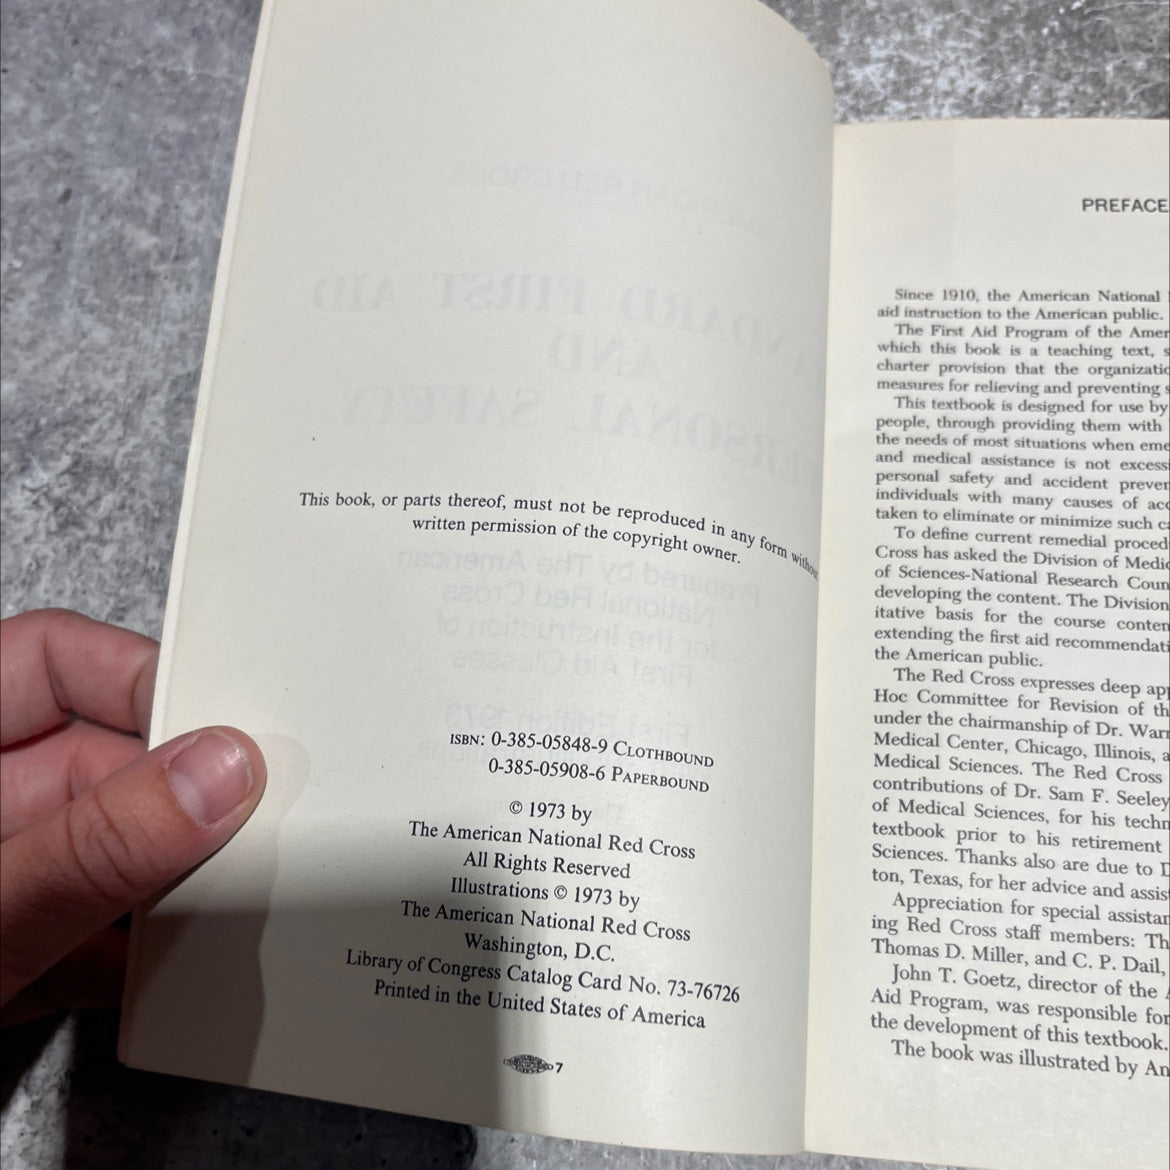 This book, or parts thereof, must not be reproduced in any form without
written permission of the copyright owner.
ISBN: 0-385-05848-9 CLOTHBOUND
0-385-05908-6 PAPERBOUND
© 1973 by
The American National Red Cross
All Rights Reserved
Illustrations © 1973 by
The American National Red Cross
Washington, D.C.
Library of Congress Catalog Card No. 73-76726
Printed in the United States of America
7
PREFACE
Since 1910, the American National
aid instruction to the American public.
The First Aid Program of the Amer
which this book is a teaching text, s
charter provision that the organizatio
measures for relieving and preventing s
This textbook is designed for use by
people, through providing them with
the needs of most situations when eme
and medical assistance is not excessi
personal safety and accident preven
individuals with many causes of acc
taken to eliminate or minimize such ca
To define current remedial proced
Cross has asked the Division of Medic
of Sciences-National Research Coun
developing the content. The Division
itative basis for the course conten
extending the first aid recommendati
the American public.
The Red Cross expresses deep app
Hoc Committee for Revision of th
under the chairmanship of Dr. Warr
Medical Center, Chicago, Illinois, a
Medical Sciences. The Red Cross
contributions of Dr. Sam F. Seeley
of Medical Sciences, for his techn
textbook prior to his retirement
Sciences. Thanks also are due to D
ton, Texas, for her advice and assis
Appreciation for special assistan
ing Red Cross staff members: Th
Thomas D. Miller, and C. P. Dail,
John T. Goetz, director of the
Aid Program, was responsible for
the development of this textbook.
The book was illustrated by An